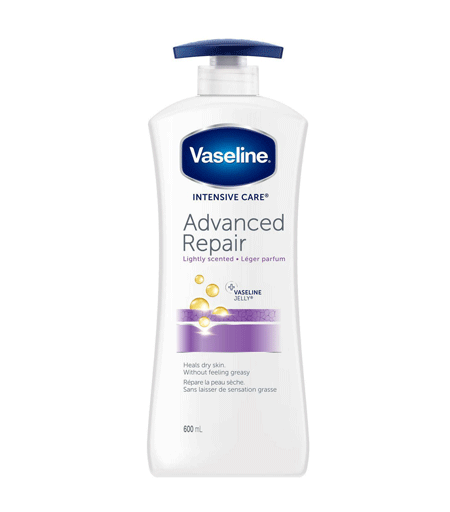 Vaseline®
INTENSIVE CARE®
Advanced
Repair
Lightly scented • Léger parfum
VASELINE
JELLY®
Heals dry skin.
Without feeling greasy
Répare la peau sèche.
Sans laisser de sensation grasse
600 mL